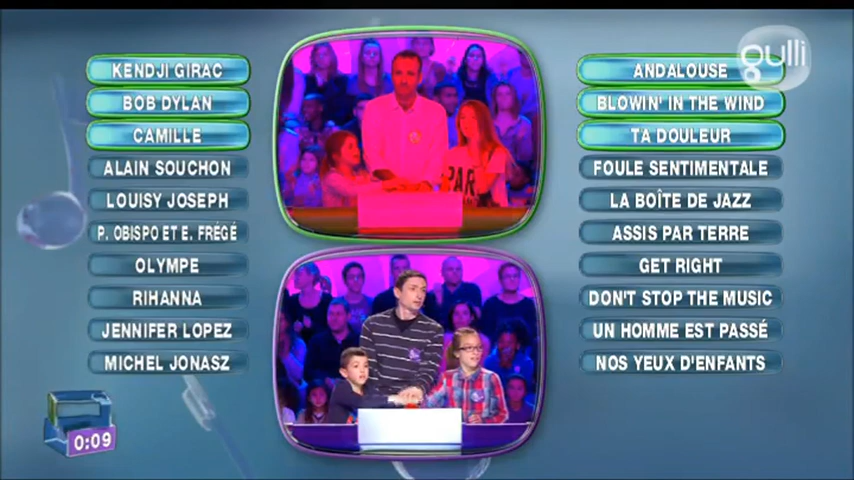 gulli
KENDJI GIRAC
BOB DYLAN
CAMILLE
ALAIN SOUCHON
LOUISY JOSEPH
P. OBISPO ET E. FRÉGÉ
OLYMPE
RIHANNA
JENNIFER LOPEZ
MICHEL JONASZ
ANDALOUSE
BLOWIN' IN THE WIND
TA DOULEUR
FOULE SENTIMENTALE
LA BOÎTE DE JAZZ
ASSIS PAR TERRE
GET RIGHT
DON'T STOP THE MUSIC
UN HOMME EST PASSÉ
NOS YEUX D'ENFANTS
PAR
0:09